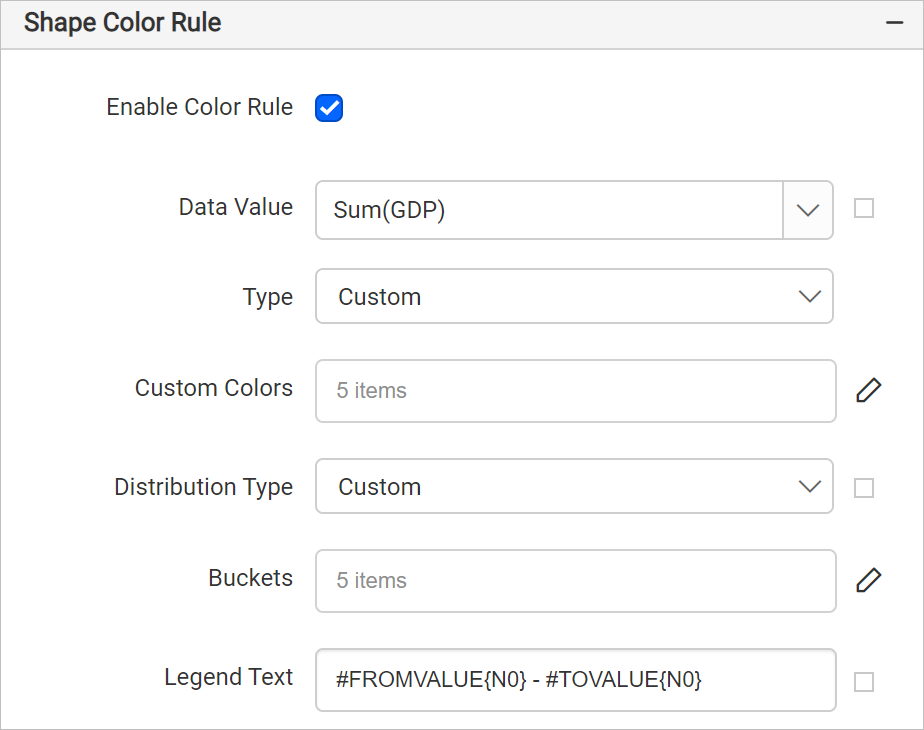 Shape Color Rule
Enable Color Rule
Data Value Sum(GDP)
Type Custom
Custom Colors 5 items
Distribution Type Custom
Buckets 5 items
Legend Text #FROMVALUE{N0} - #TOVALUE{N0}